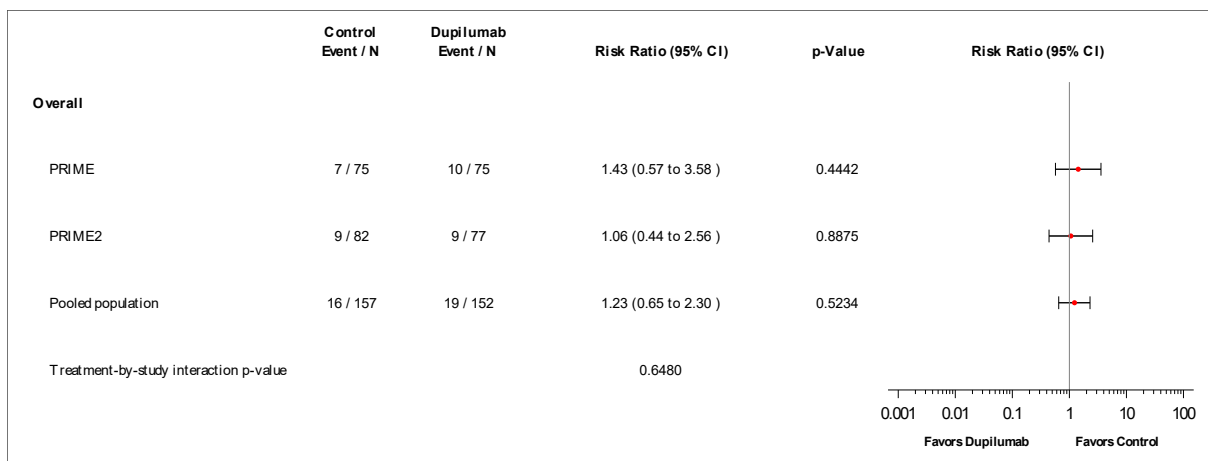 Control Dupilumab
Event / N Event / N Risk Ratio (95% CI) p-Value Risk Ratio (95% CI)
Overall
PRIME 7 / 75 10 / 75 1.43 (0.57 to 3.58 ) 0.4442
PRIME2 9 / 82 9 / 77 1.06 (0.44 to 2.56 ) 0.8875
Pooled population 16 / 157 19 / 152 1.23 (0.65 to 2.30 ) 0.5234
Treatment-by-study interaction p-value 0.6480
0.001 0.01 0.1 1 10 100
Favors Dupilumab Favors Control